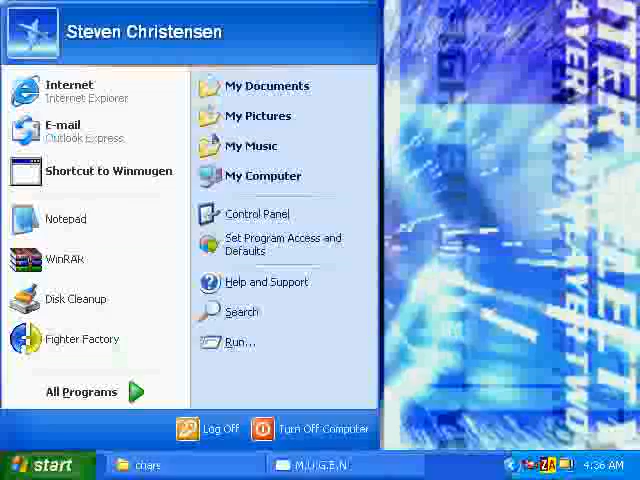 Steven Christensen
Internet
Internet Explorer
E-mail
Outlook Express
Shortcut to Winmugen
Notepad
WinRAR
Disk Cleanup
Fighter Factory
All Programs
My Documents
My Pictures
My Music
My Computer
Control Panel
Set Program Access and
Defaults
Help and Support
Search
Run...
Log Off
Turn Off Computer
start
chars
M.U.G.E.N
ZA
4:36 AM